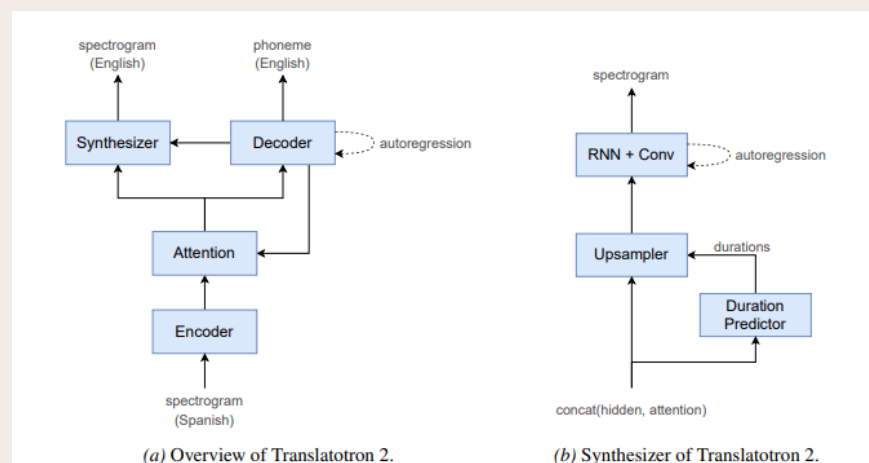 spectrogram
(English)
phoneme
(English)
Synthesizer
Decoder
autoregression
Attention
Encoder
spectrogram
(Spanish)
(a) Overview of Translatotron 2.
spectrogram
RNN + Conv
autoregression
Upsampler
durations
Duration
Predictor
concat(hidden, attention)
(b) Synthesizer of Translatotron 2.